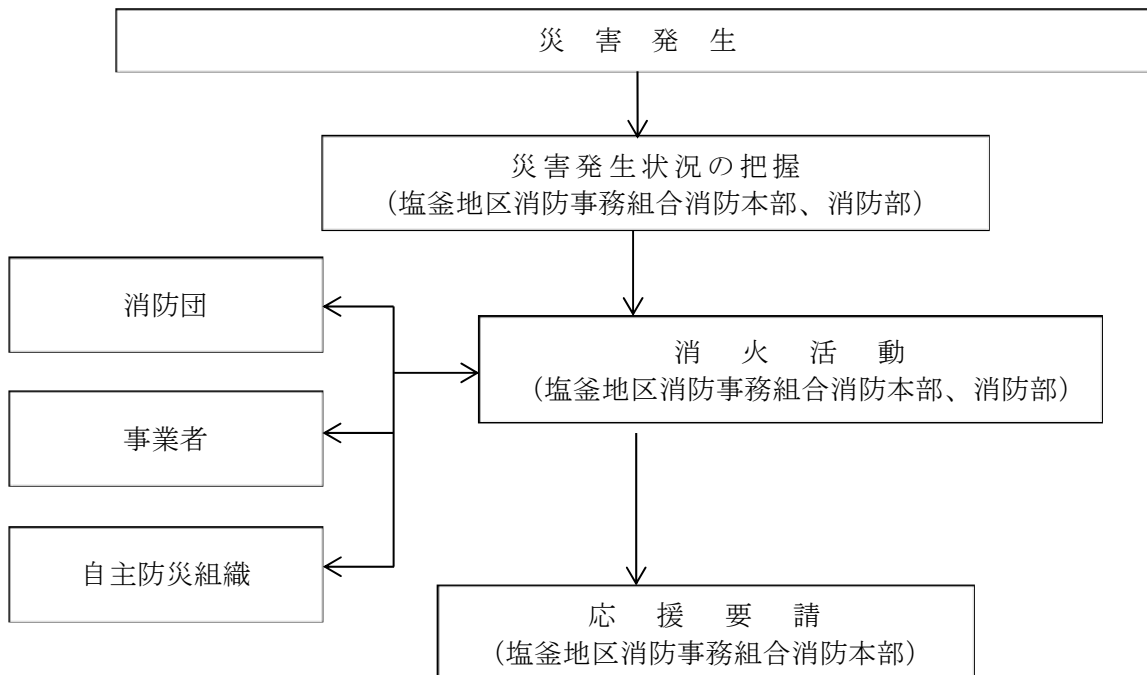 災害発生
災害発生状況の把握
（塩釜地区消防事務組合消防本部、消防部）
消防団
消火活動
（塩釜地区消防事務組合消防本部、消防部）
事業者
自主防災組織
応援要請
（塩釜地区消防事務組合消防本部）